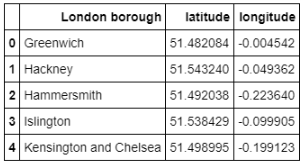 London borough latitude longitude
0 Greenwich 51.482084 -0.004542
1 Hackney 51.543240 -0.049362
2 Hammersmith 51.492038 -0.223640
3 Islington 51.538429 -0.099905
4 Kensington and Chelsea 51.498995 -0.199123